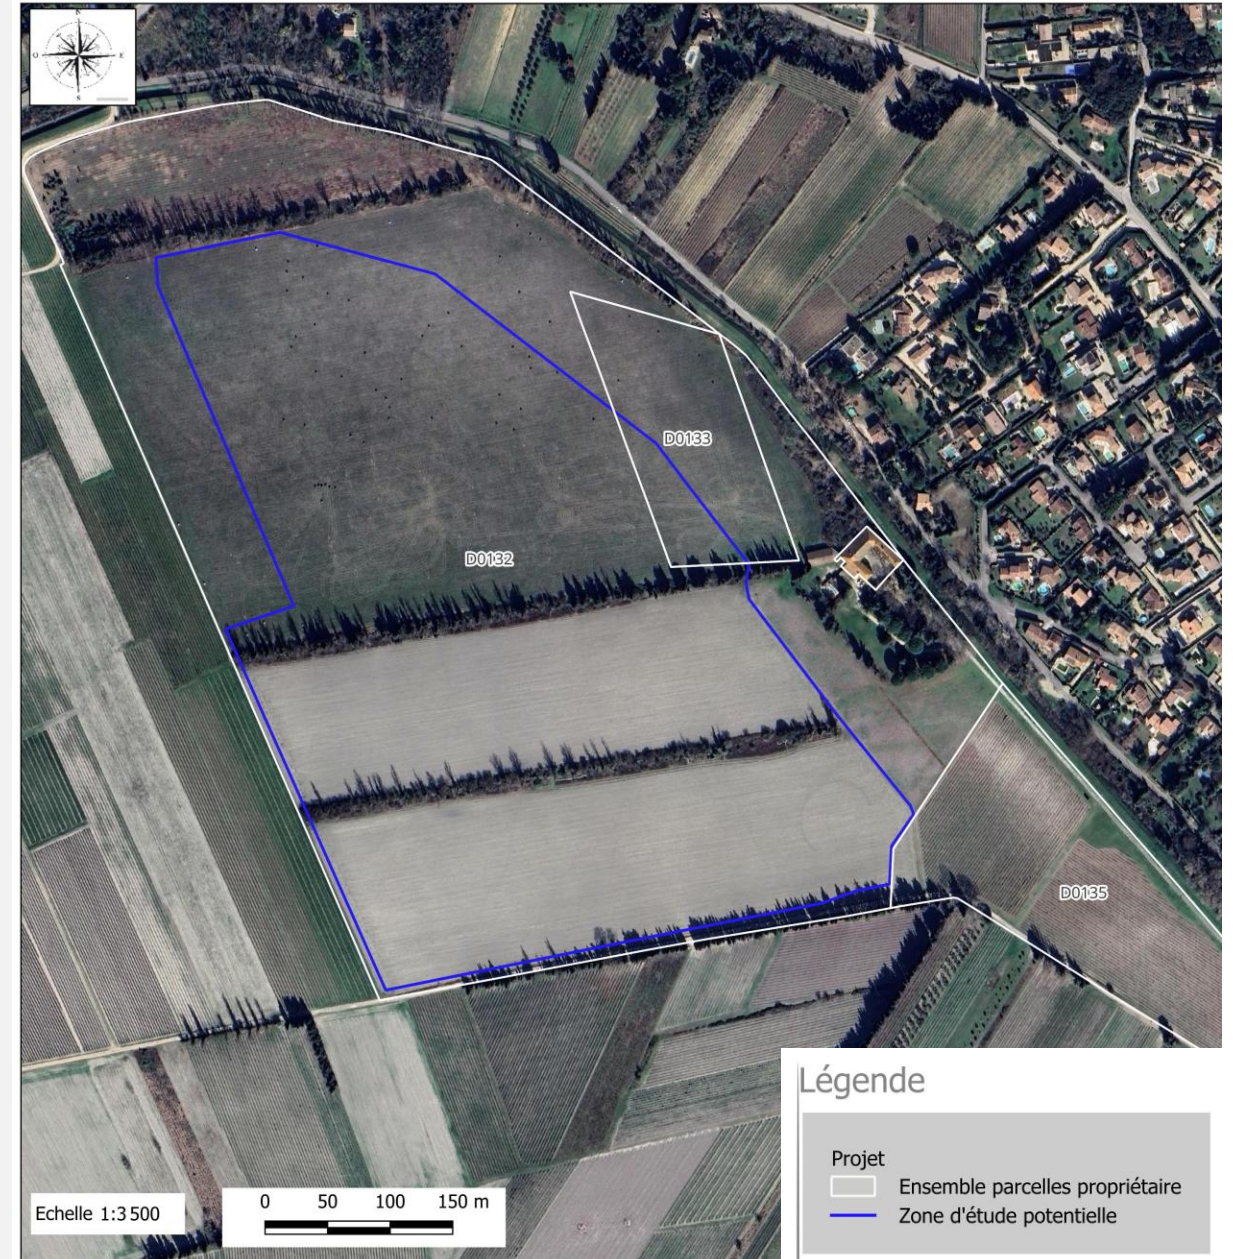 N
O E
S
D0133
D0132
D0135
Légende
Projet
Ensemble parcelles propriétaire
Zone d'étude potentielle
Echelle 1:3 500
0 50 100 150 m